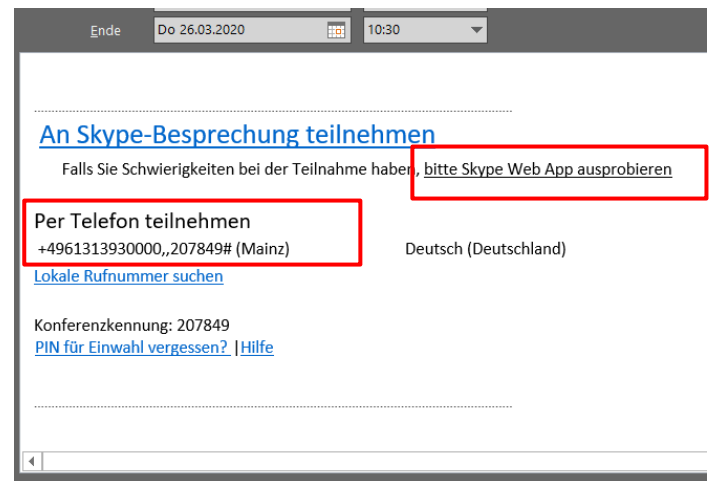 Ende Do 26.03.2020 10:30
An Skype-Besprechung teilnehmen
Falls Sie Schwierigkeiten bei der Teilnahme haben, bitte Skype Web App ausprobieren
Per Telefon teilnehmen
+4961313930000,,207849# (Mainz) Deutsch (Deutschland)
Lokale Rufnummer suchen
Konferenzkennung: 207849
PIN für Einwahl vergessen? |Hilfe